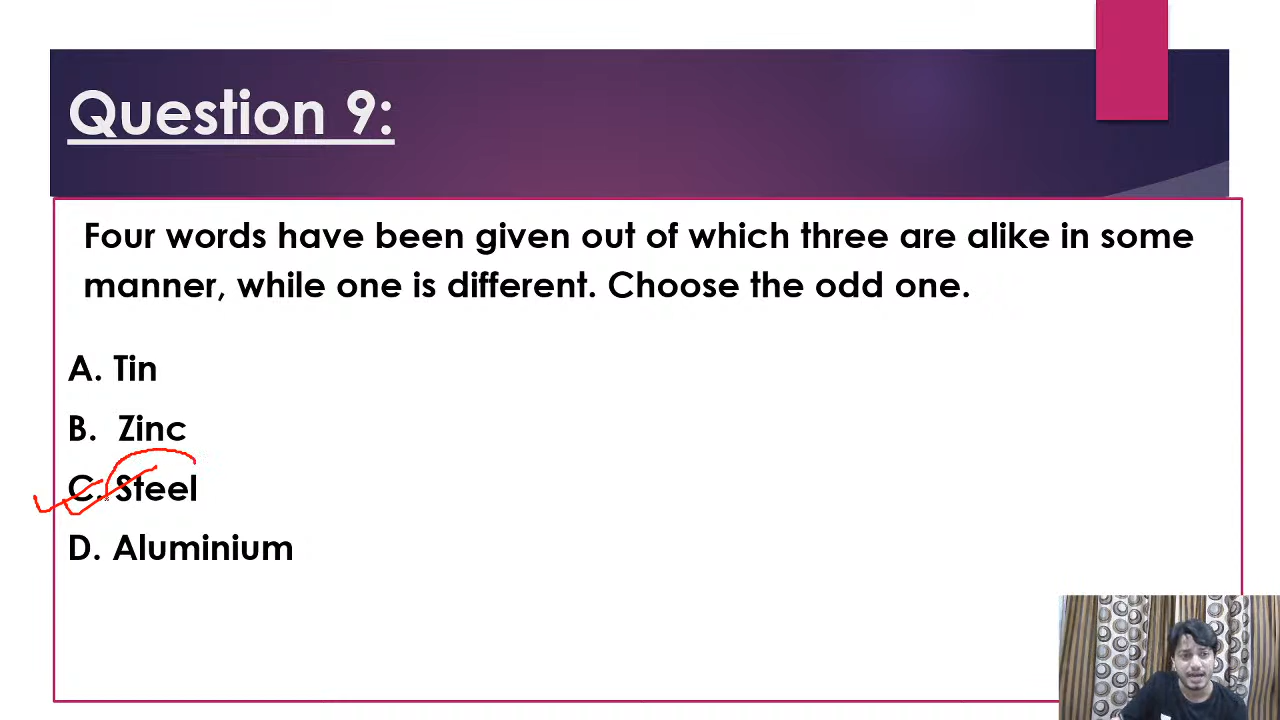 Question 9:
Four words have been given out of which three are alike in some
manner, while one is different. Choose the odd one.
A. Tin
B. Zinc
C. Steel
D. Aluminium